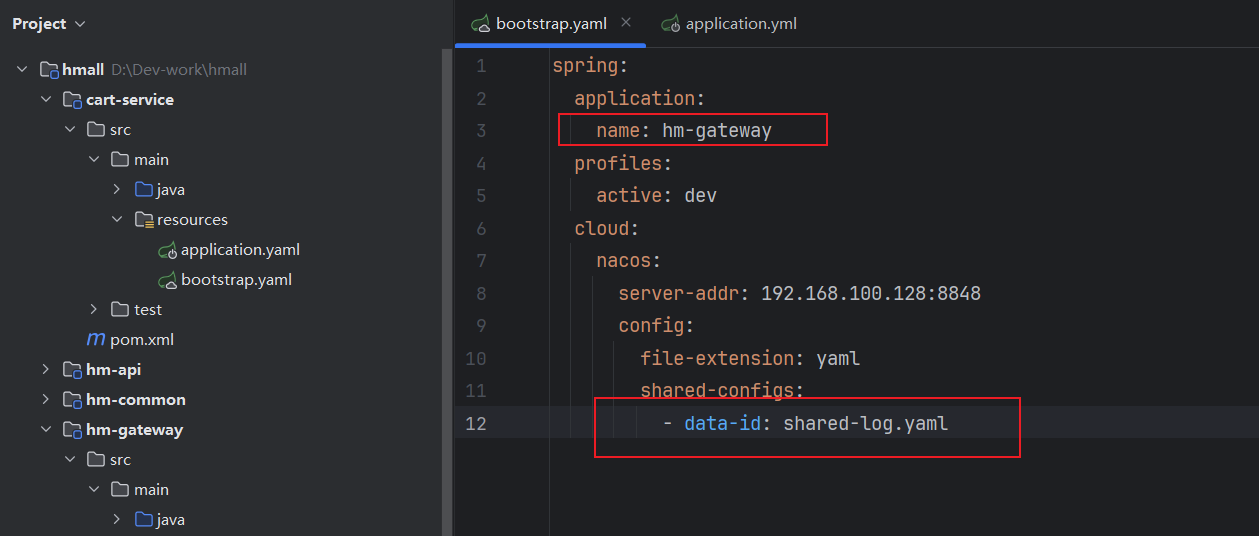 Project
hmall D:\Dev-work\hmall
cart-service
src
main
java
resources
application.yaml
bootstrap.yaml
test
m pom.xml
hm-api
hm-common
hm-gateway
src
main
java
bootstrap.yaml application.yml
1 spring:
2 application:
3 name: hm-gateway
4 profiles:
5 active: dev
6 cloud:
7 nacos:
8 server-addr: 192.168.100.128:8848
9 config:
10 file-extension: yaml
11 shared-configs:
12 - data-id: shared-log.yaml